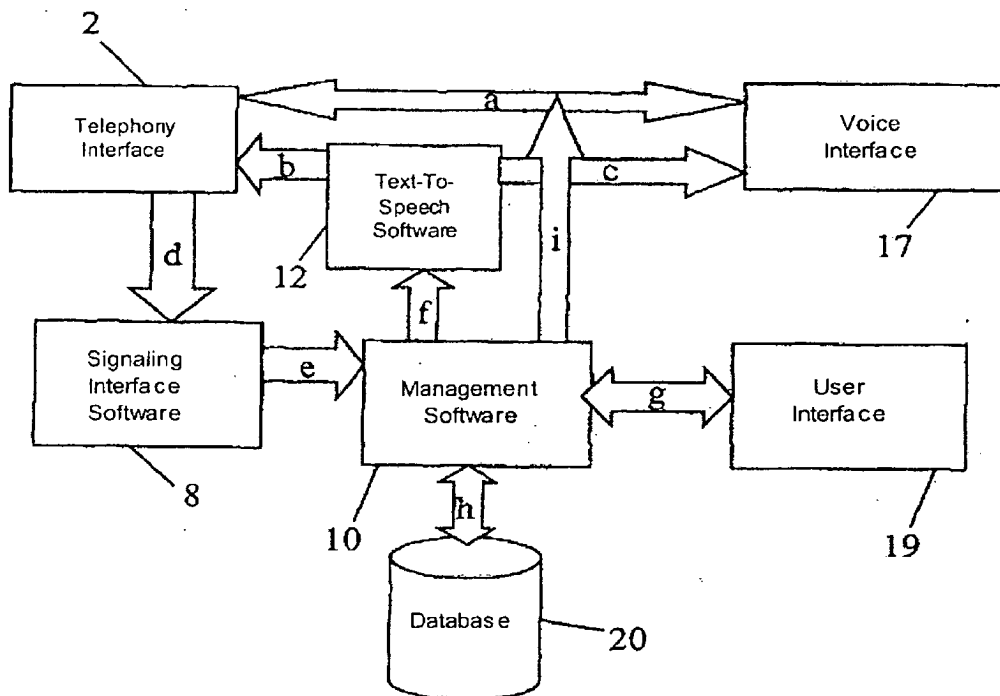 2
a
Telephony
Interface
Voice
Interface
b
Text-To-
Speech
Software
c
12
17
d
i
f
Signaling
Interface
Software
e
Management
Software
g
User
Interface
8
10
h
19
Database
20